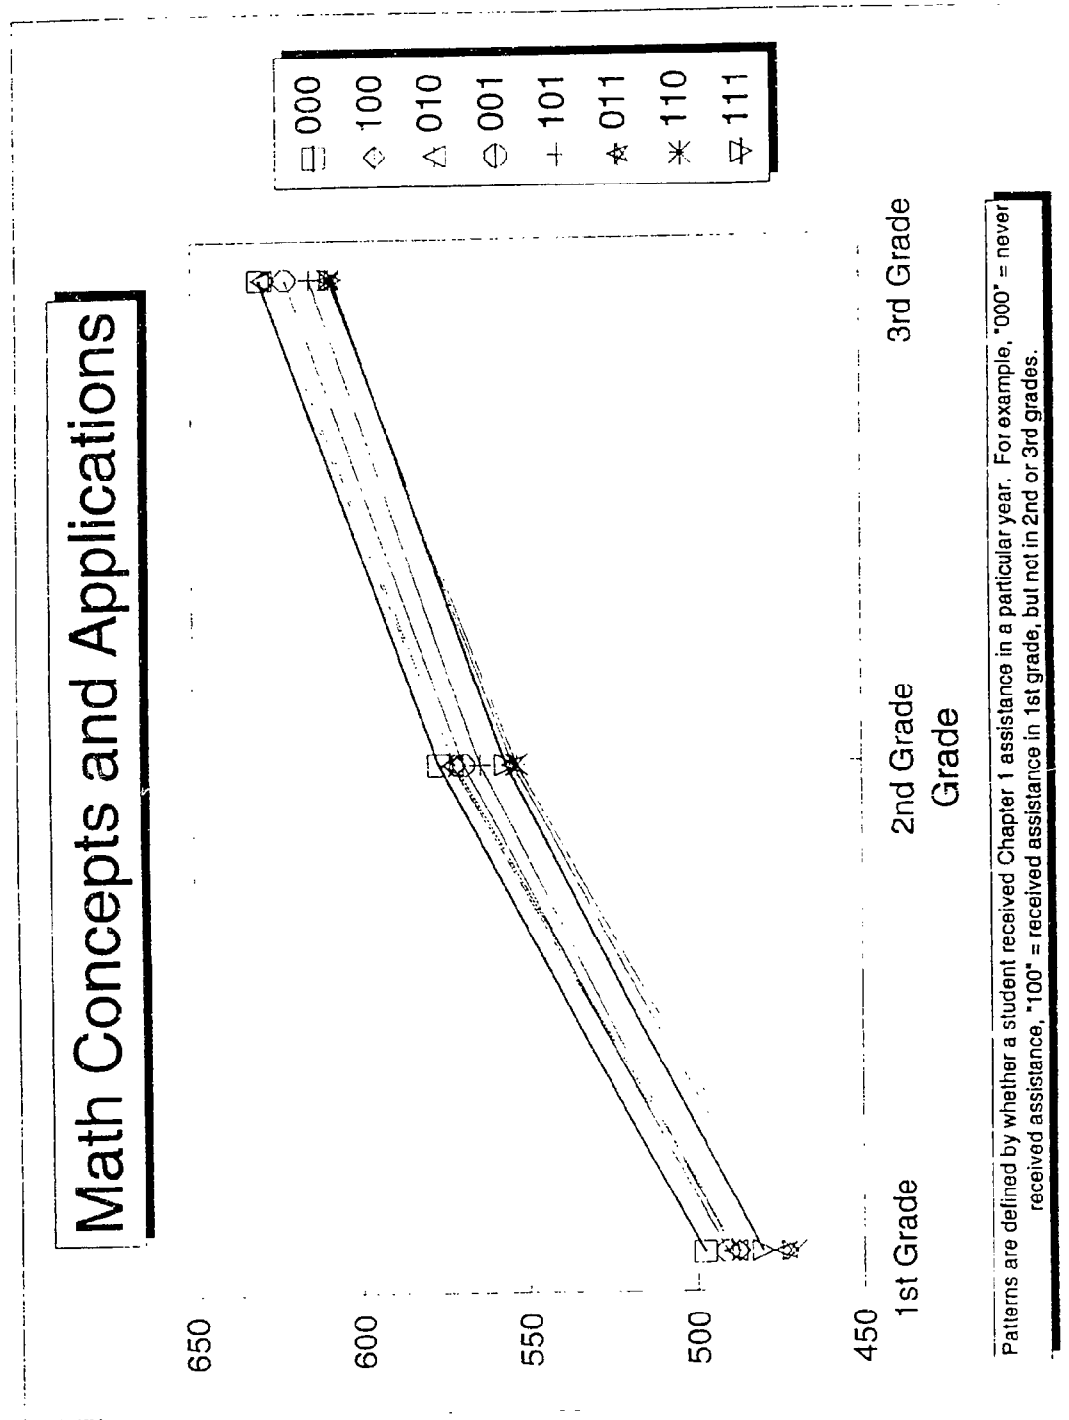 Math Concepts and Applications
650
600
550
500
450
1st Grade
2nd Grade
3rd Grade
Grade
000
100
010
001
101
011
110
111
Patterns are defined by whether a student received Chapter 1 assistance in a particular year. For example, "000" = never
received assistance, "100" = received assistance in 1st grade, but not in 2nd or 3rd grades.